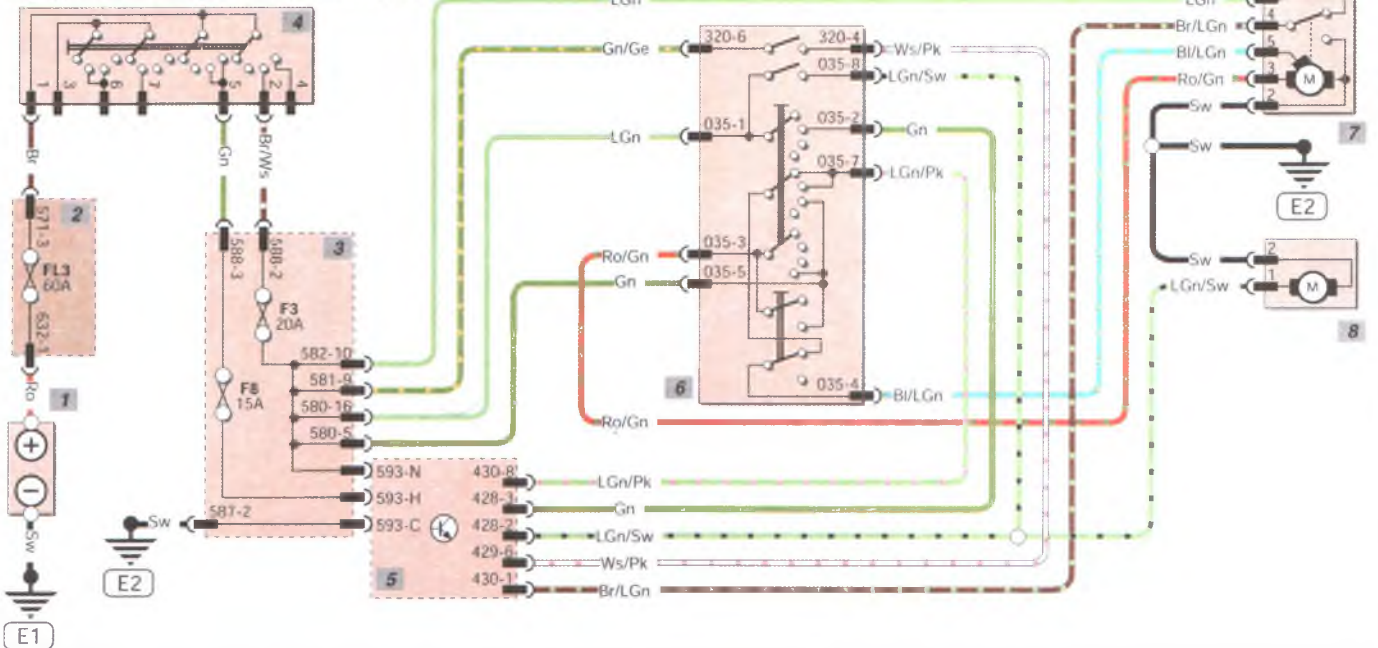 LGn
LGn
4
1
3
6
7
5
2
4
Br
Gn
Br/Ws
2
571-3
FL3
60A
632-1
Ro
1
+
−
Sw
E1
3
588-3
588-2
F3
20A
F8
15A
582-10
581-9
580-16
580-5
587-2
Sw
E2
5
593-N
593-H
593-C
430-8
428-3
428-2
429-6
430-1
LGn/Pk
Gn
LGn/Sw
Ws/Pk
Br/LGn
Gn/Ge
LGn
Ro/Gn
Gn
Ro/Gn
6
320-6
320-4
035-8
035-1
035-2
035-7
035-3
035-5
035-4
Ws/Pk
LGn/Sw
Gn
LGn/Pk
Bl/LGn
Br/LGn
Bl/LGn
Ro/Gn
Sw
4
5
3
2
M
7
Sw
E2
Sw
LGn/Sw
2
1
M
8